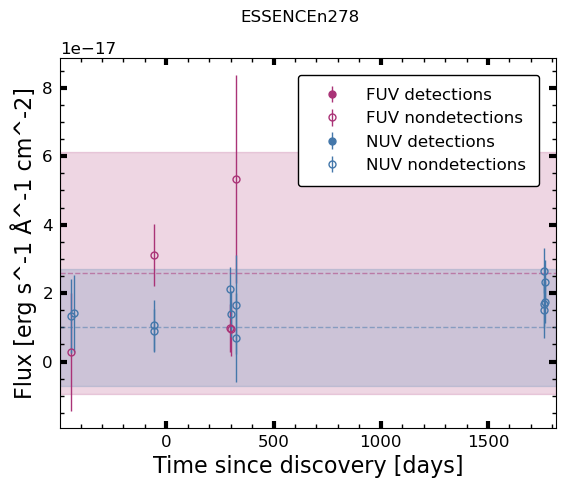 ESSENCEn278
1e−17
FUV detections
FUV nondetections
NUV detections
NUV nondetections
8
6
4
2
0
Flux [erg s^-1 Å^-1 cm^-2]
0 500 1000 1500
Time since discovery [days]